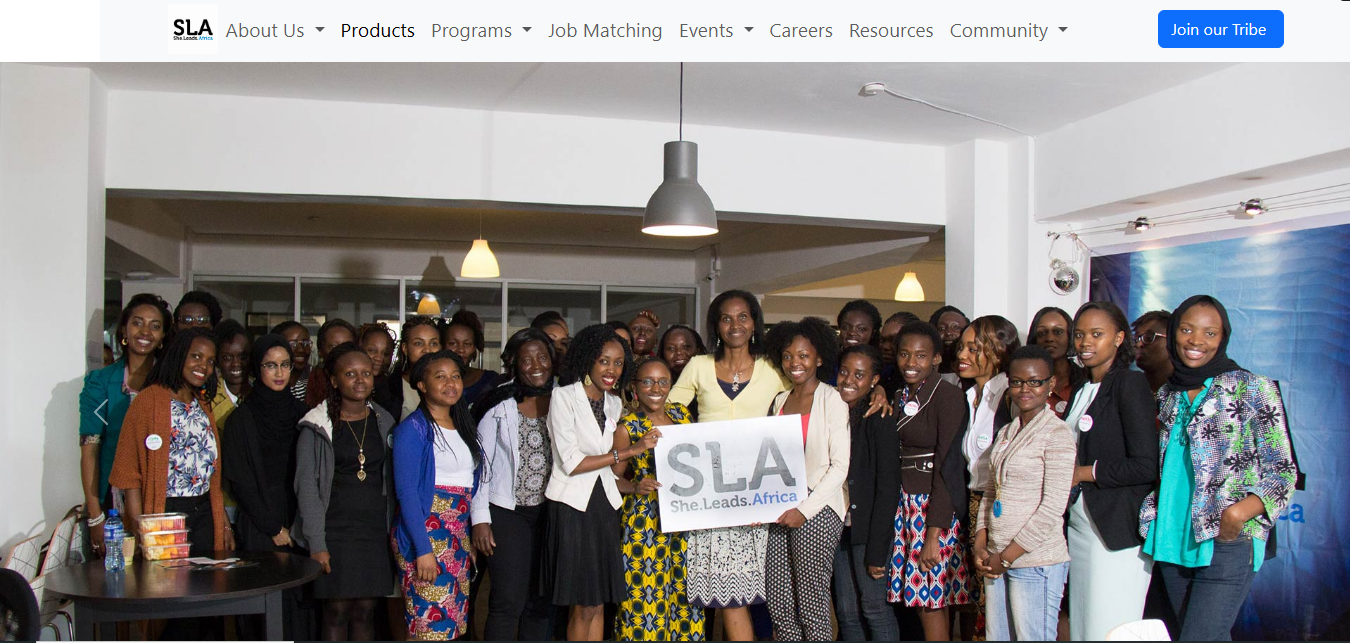 SLA
She.Leads.Africa
About Us
Products
Programs
Job Matching
Events
Careers
Resources
Community
Join our Tribe
SLA
She.Leads.Africa